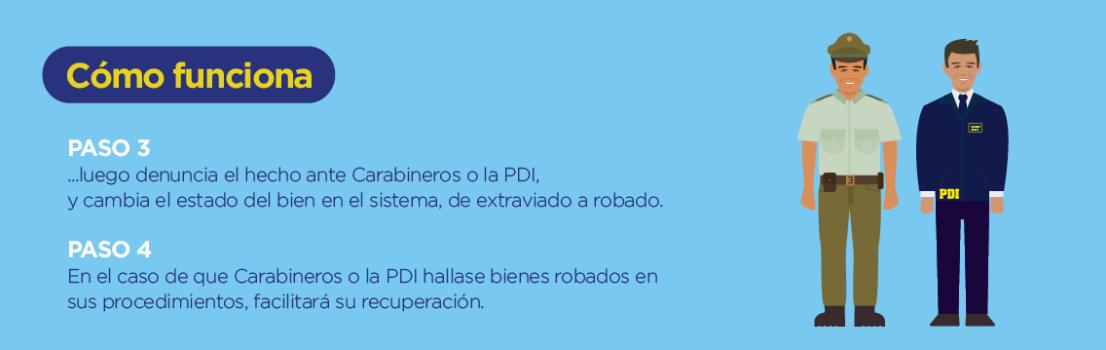 Cómo funciona
PASO 3
...luego denuncia el hecho ante Carabineros o la PDI,
y cambia el estado del bien en el sistema, de extraviado a robado.
PASO 4
En el caso de que Carabineros o la PDI hallase bienes robados en
sus procedimientos, facilitará su recuperación.
PDI